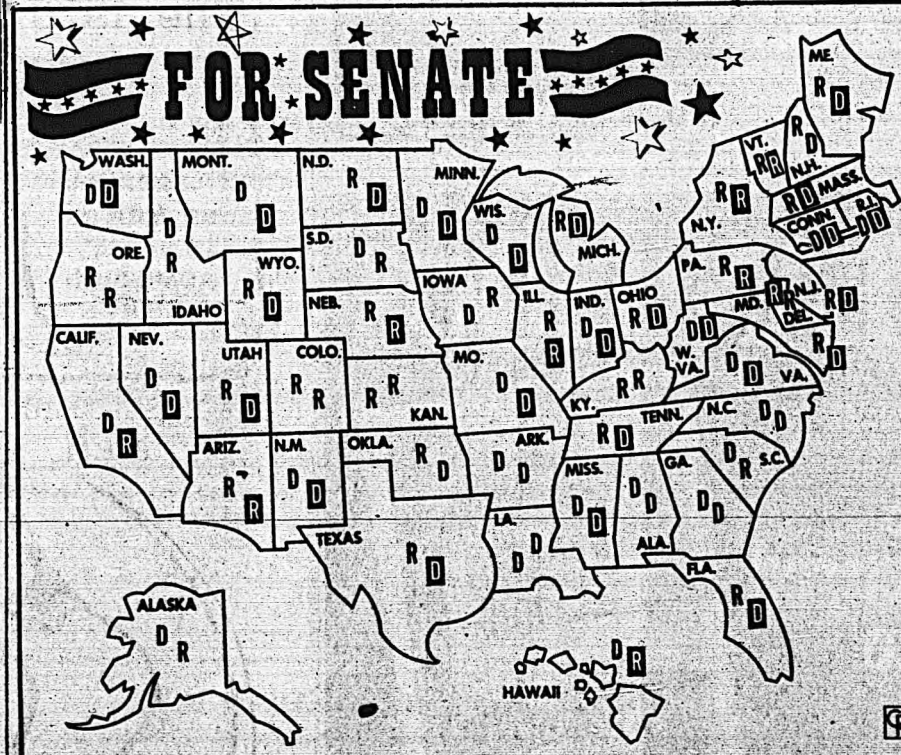 FOR SENATE
ME.
R D
WASH.
D D
MONT.
D
D
N.D.
R
D
MINN.
D
D
WIS.
D
D
R D
MICH.
N.Y.
R R
VT.
R R
R
D
N.H.
R D MASS.
CONN.
D D
R.I.
D D
ORE.
R
R
D
R
IDAHO
WYO.
R
D
S.D.
D
R
NEB.
R
R
IOWA
D
R
ILL.
R
R
IND.
D
D
OHIO
R D
PA.
R R
N.J.
R D
MD.
DEL.
R
D
CALIF.
D
R
NEV.
D
D
UTAH
R
D
COLO.
R
R
R R
KAN.
MO.
D
D
KY.
R R
W.
VA.
D D
D
D
VA.
ARIZ.
R
R
N.M.
D
D
OKLA.
R
D
ARK.
D
D
TENN.
R D
N.C.
D D
D
R
S.C.
TEXAS
R
D
LA.
D
D
MISS.
D
D
D
D
ALA.
GA.
D
D
FLA.
R
D
ALASKA
D
R
HAWAII
D
R